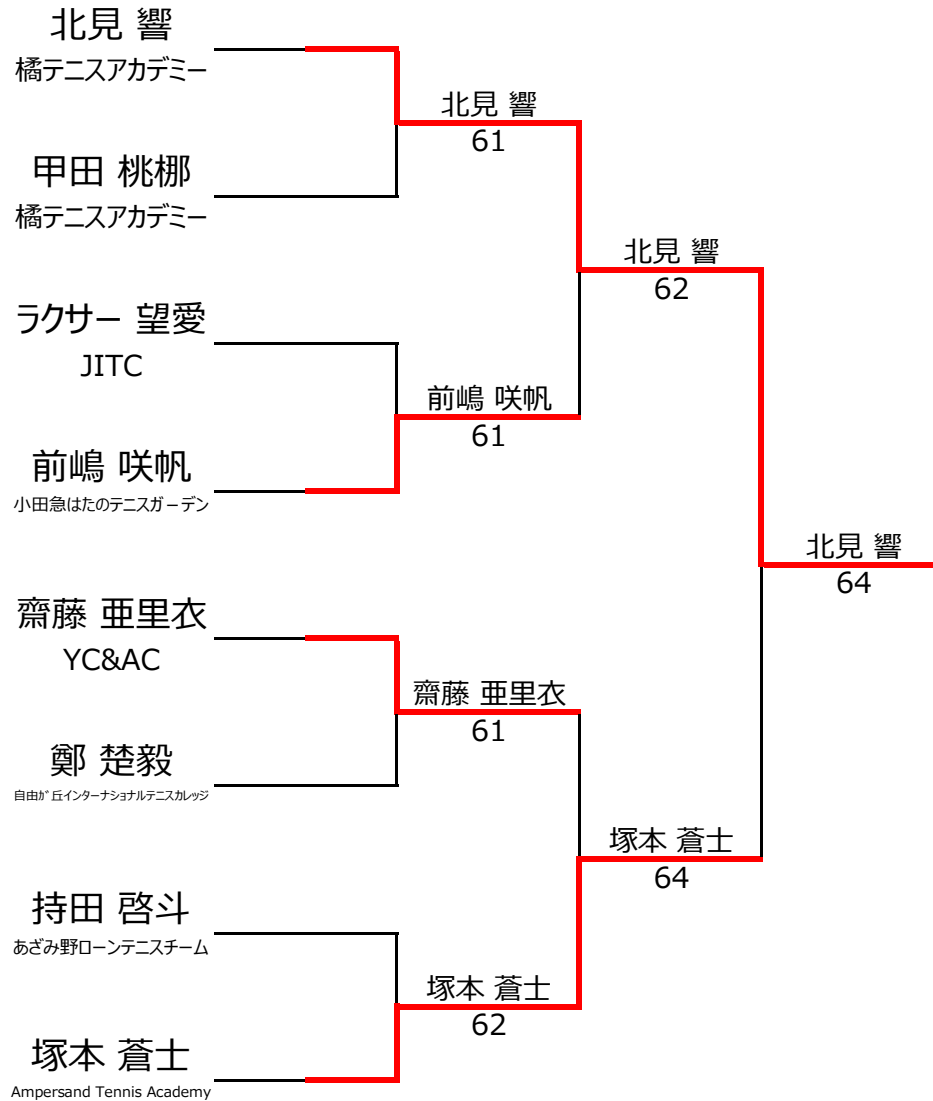 北見 響
橘テニスアカデミー
北見 響
61
甲田 桃梛
橘テニスアカデミー
北見 響
62
ラクサー 望愛
JITC
前嶋 咲帆
61
前嶋 咲帆
小田急はたのテニスガーデン
北見 響
64
齋藤 亜里衣
YC&AC
齋藤 亜里衣
61
鄭 楚毅
自由が丘インターナショナルテニスカレッジ
塚本 蒼士
64
持田 啓斗
あざみ野ローンテニスチーム
塚本 蒼士
62
塚本 蒼士
Ampersand Tennis Academy